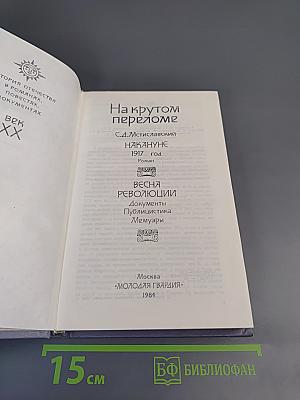 ИСТОРИЯ ОТЕЧЕСТВА
В РОМАНАХ,
ПОВЕСТЯХ,
ДОКУМЕНТАХ
ВЕК
XX
На крутом
переломе
С.Д.Мстиславский
НАКАНУНЕ
1917 год
Роман
ВЕСНА
РЕВОЛЮЦИИ
Документы
Публицистика
Мемуары
Москва
«МОЛОДАЯ ГВАРДИЯ"
1984
15 см
БФ БИБЛИОФАН